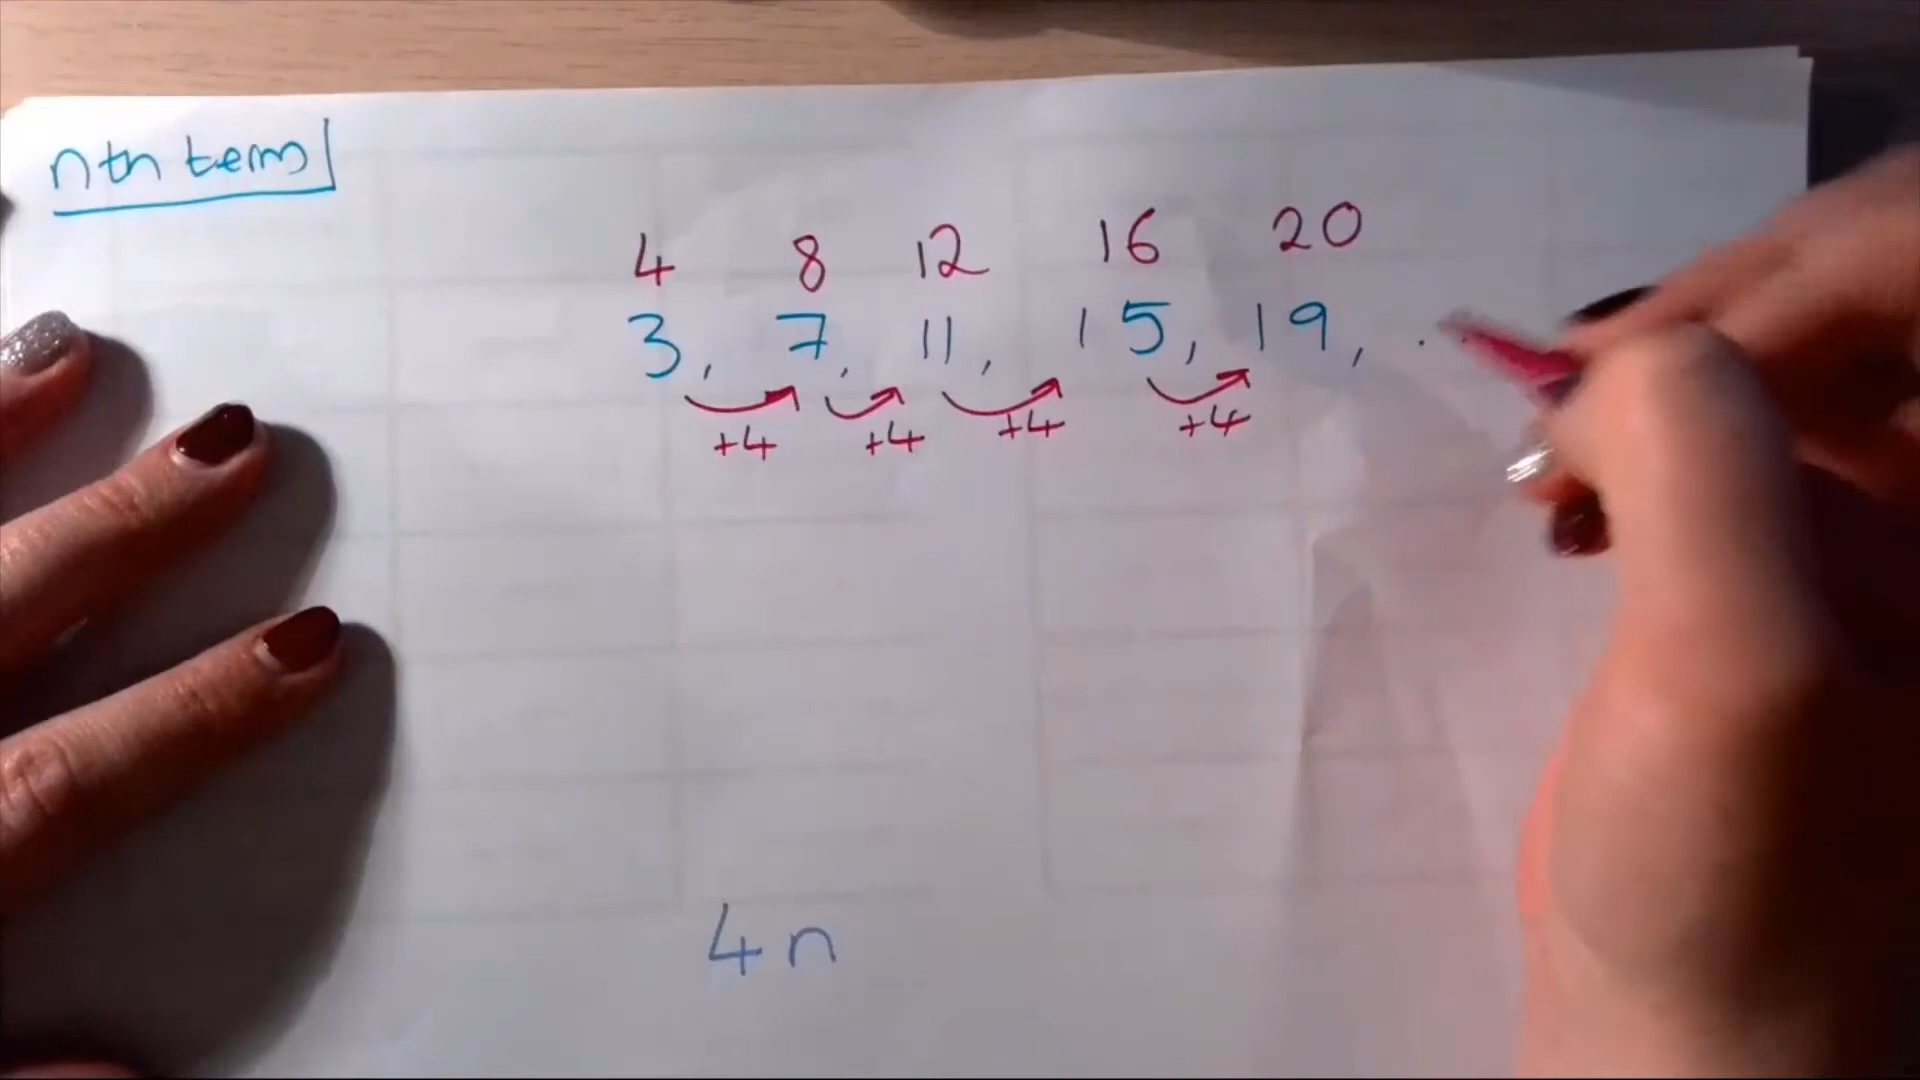 nth term
4 8 12 16 20
3, 7, 11, 15, 19, .
+4 +4 +4 +4
4n